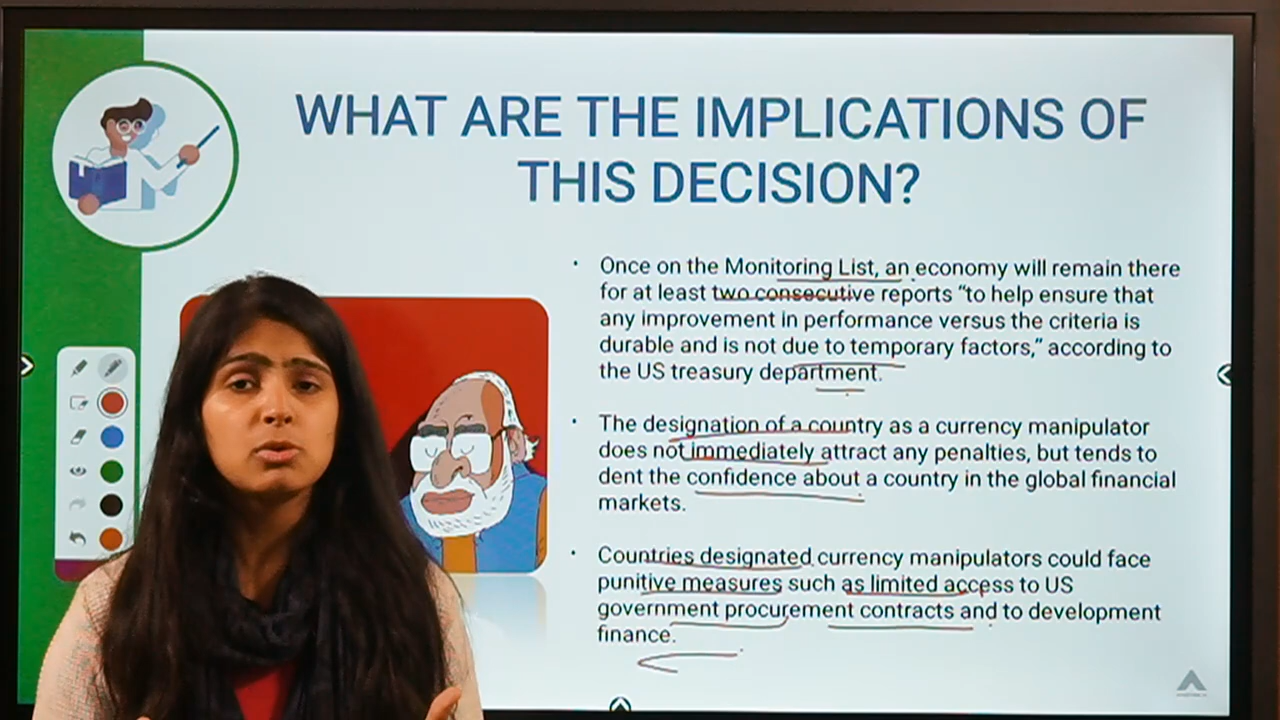 WHAT ARE THE IMPLICATIONS OF
THIS DECISION?
· Once on the Monitoring List, an economy will remain there
for at least two consecutive reports “to help ensure that
any improvement in performance versus the criteria is
durable and is not due to temporary factors,” according to
the US treasury department.
· The designation of a country as a currency manipulator
does not immediately attract any penalties, but tends to
dent the confidence about a country in the global financial
markets.
· Countries designated currency manipulators could face
punitive measures such as limited access to US
government procurement contracts and to development
finance.